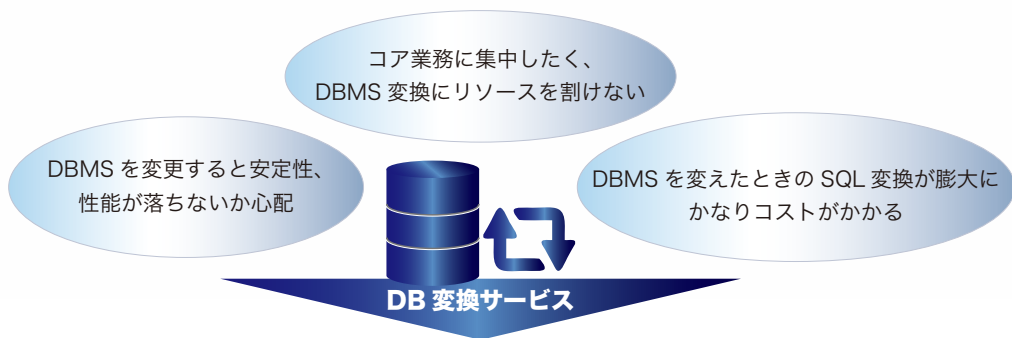 コア業務に集中したく、
DBMS 変換にリソースを割けない
DBMS を変更すると安定性、
性能が落ちないか心配
DBMS を変えたときの SQL 変換が膨大に
かなりコストがかかる
DB 変換サービス